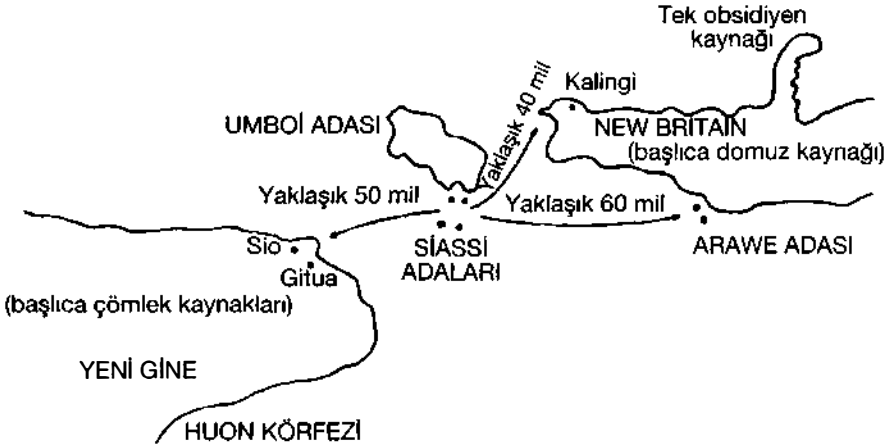 Tek obsidiyen
kaynağı
Kalingi
UMBOİ ADASI
Yaklaşık 40 mil
NEW BRITAIN
(başlıca domuz kaynağı)
Yaklaşık 50 mil
Yaklaşık 60 mil
Sio
SİASSİ
ADALARI
ARAWE ADASI
Gitua
(başlıca çömlek kaynakları)
YENİ GİNE
HUON KÖRFEZİ